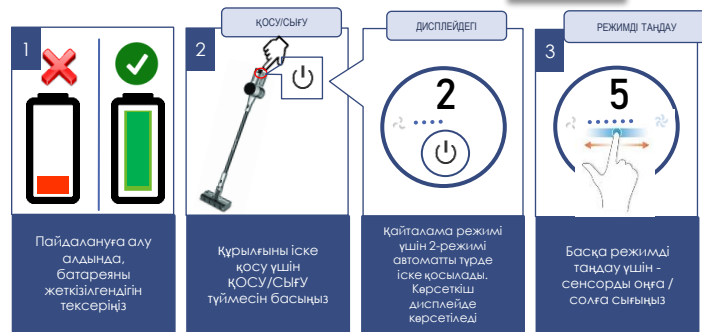 1
Пайдалануға алу
алдында,
батареяны
жеткізілгендігін
тексеріңіз
2
ҚОСУ/СЫҒУ
Құрылғыны іске
қосу үшін
ҚОСУ/СЫҒУ
түймесін басыңыз
ДИСПЛЕЙДЕГІ
2
Қайталама режимі
үшін 2-режимі
автоматты түрде
іске қосылады.
Көрсеткіш
дисплейде
көрсетіледі
3
РЕЖИМДІ ТАҢДАУ
5
Басқа режимді
таңдау үшін -
сенсорды оңға /
солға сығыңыз